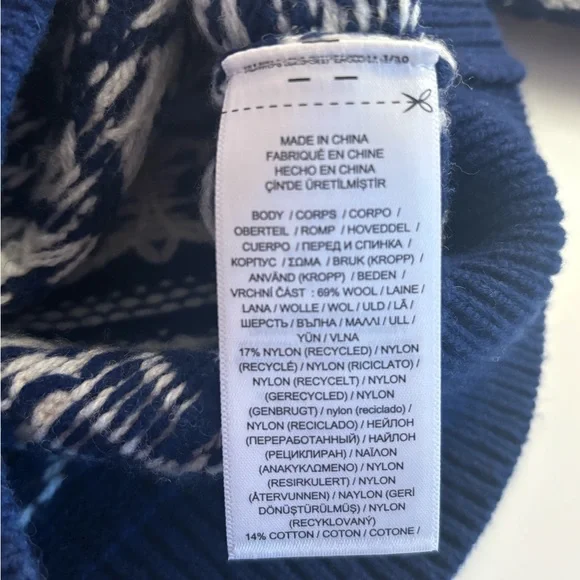 1/10
MADE IN CHINA
FABRIQUÉ EN CHINE
HECHO EN CHINA
ÇİN'DE ÜRETİLMİŞTİR
BODY / CORPS / CORPO /
OBERTEIL / ROMP / HOVEDDEL /
CUERPO / ПЕРЕД И СПИНКА /
КОРПУС / ΣΩΜΑ / BRUK (KROPP) /
ANVÄND (KROPP) / BEDEN /
VRCHNÍ ČÁST : 69% WOOL / LAINE /
LANA / WOLLE / WOL / ULD / LÃ /
ШЕРСТЬ / ВЪЛНА / ΜΑΛΛΙ / ULL /
YÜN / VLNA
17% NYLON (RECYCLED) / NYLON
(RECYCLÉ) / NYLON (RICICLATO) /
NYLON (RECYCELT) / NYLON
(GERECYCLED) / NYLON
(GENBRUGT) / nylon (reciclado) /
NYLON (RECICLADO) / НЕЙЛОН
(ПЕРЕРАБОТАННЫЙ) / НАЙЛОН
(РЕЦИКЛИРАН) / ΝΑΪΛΟΝ
(ΑΝΑΚΥΚΛΩΜΕΝΟ) / NYLON
(RESIRKULERT) / NYLON
(ÅTERVUNNEN) / NAYLON (GERİ
DÖNÜŞTÜRÜLMÜŞ) / NYLON
(RECYKLOVANÝ)
14% COTTON / COTON / COTONE /